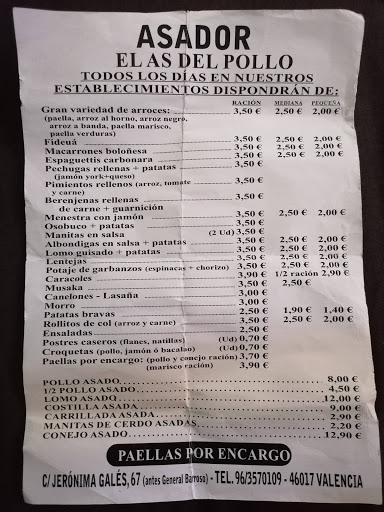 ASADOR
EL AS DEL POLLO
TODOS LOS DÍAS EN NUESTROS
ESTABLECIMIENTOS DISPONDRÁN DE:
RACIÓN MEDIANA PEQUEÑA
Gran variedad de arroces: 3,50 € 2,50 € 2,00 €
(paella, arroz al horno, arroz negro,
arroz a banda, paella marisco,
paella verduras)
Fideuá 3,50 € 2,50 € 2,00 €
Macarrones boloñesa 3,50 € 2,50 € 2,00 €
Espaguettis carbonara 3,50 € 2,50 € 2,00 €
Pechugas rellenas + patatas 3,50 €
(jamón york+queso)
Pimientos rellenos (arroz, tomate 3,50 €
y carne)
Berenjenas rellenas 3,50 €
de carne + guarnición
Menestra con jamón 3,50 € 2,50 € 2,00 €
Osobuco + patatas 3,50 €
Manitas en salsa (2 Ud) 3,50 €
Albondigas en salsa + patatas 3,50 € 2,50 € 2,00 €
Lomo guisado + patatas 3,50 € 2,50 € 2,00 €
Lentejas 3,50 € 2,50 € 2,00 €
Potaje de garbanzos (espinacas + chorizo) 3,50 € 2,50 € 2,00 €
Caracoles 3,90 € 1/2 ración 2,90 €
Musaka 3,50 € 2,50 €
Canelones - Lasaña 3,00 €
Morro 3,00 €
Patatas bravas 2,50 € 1,90 € 1,40 €
Rollitos de col (arroz y carne) 3,50 € 2,50 € 2,00 €
Ensaladas 2,50 €
Postres caseros (flanes, natillas) (Ud) 0,70 €
Croquetas (pollo, jamón ó bacalao) (Ud) 0,70 €
Paellas por encargo: (pollo y conejo ración) 3,70 €
(marisco ración) 3,90 €
POLLO ASADO 8,00 €
1/2 POLLO ASADO 4,50 €
LOMO ASADO 12,00 €
COSTILLA ASADA 9,00 €
CARRILLADA ASADA 2,90 €
MANITAS DE CERDO ASADAS 2,20 €
CONEJO ASADO 12,90 €
PAELLAS POR ENCARGO
C/ JERÓNIMA GALÉS, 67 (antes General Barroso) - TEL. 96/3570109 - 46017 VALENCIA